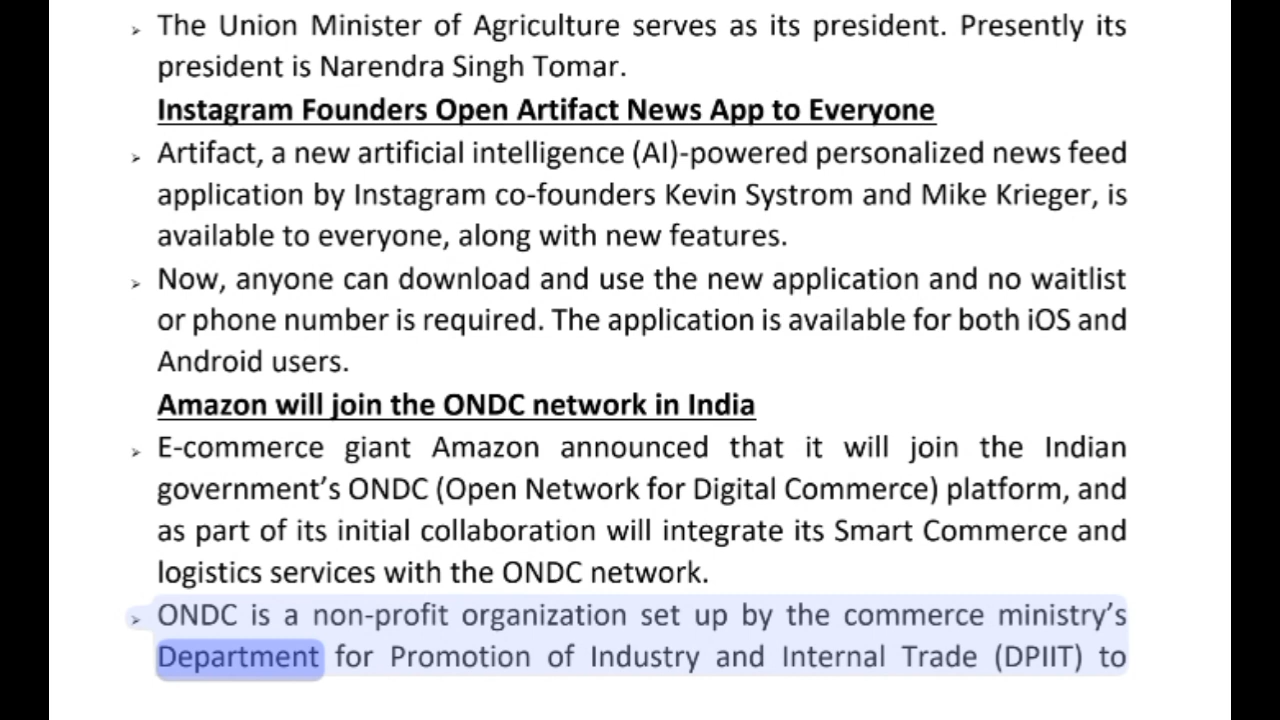 ➢ The Union Minister of Agriculture serves as its president. Presently its
president is Narendra Singh Tomar.
Instagram Founders Open Artifact News App to Everyone
➢ Artifact, a new artificial intelligence (AI)-powered personalized news feed
application by Instagram co-founders Kevin Systrom and Mike Krieger, is
available to everyone, along with new features.
➢ Now, anyone can download and use the new application and no waitlist
or phone number is required. The application is available for both iOS and
Android users.
Amazon will join the ONDC network in India
➢ E-commerce giant Amazon announced that it will join the Indian
government’s ONDC (Open Network for Digital Commerce) platform, and
as part of its initial collaboration will integrate its Smart Commerce and
logistics services with the ONDC network.
➢ ONDC is a non-profit organization set up by the commerce ministry’s
Department for Promotion of Industry and Internal Trade (DPIIT) to